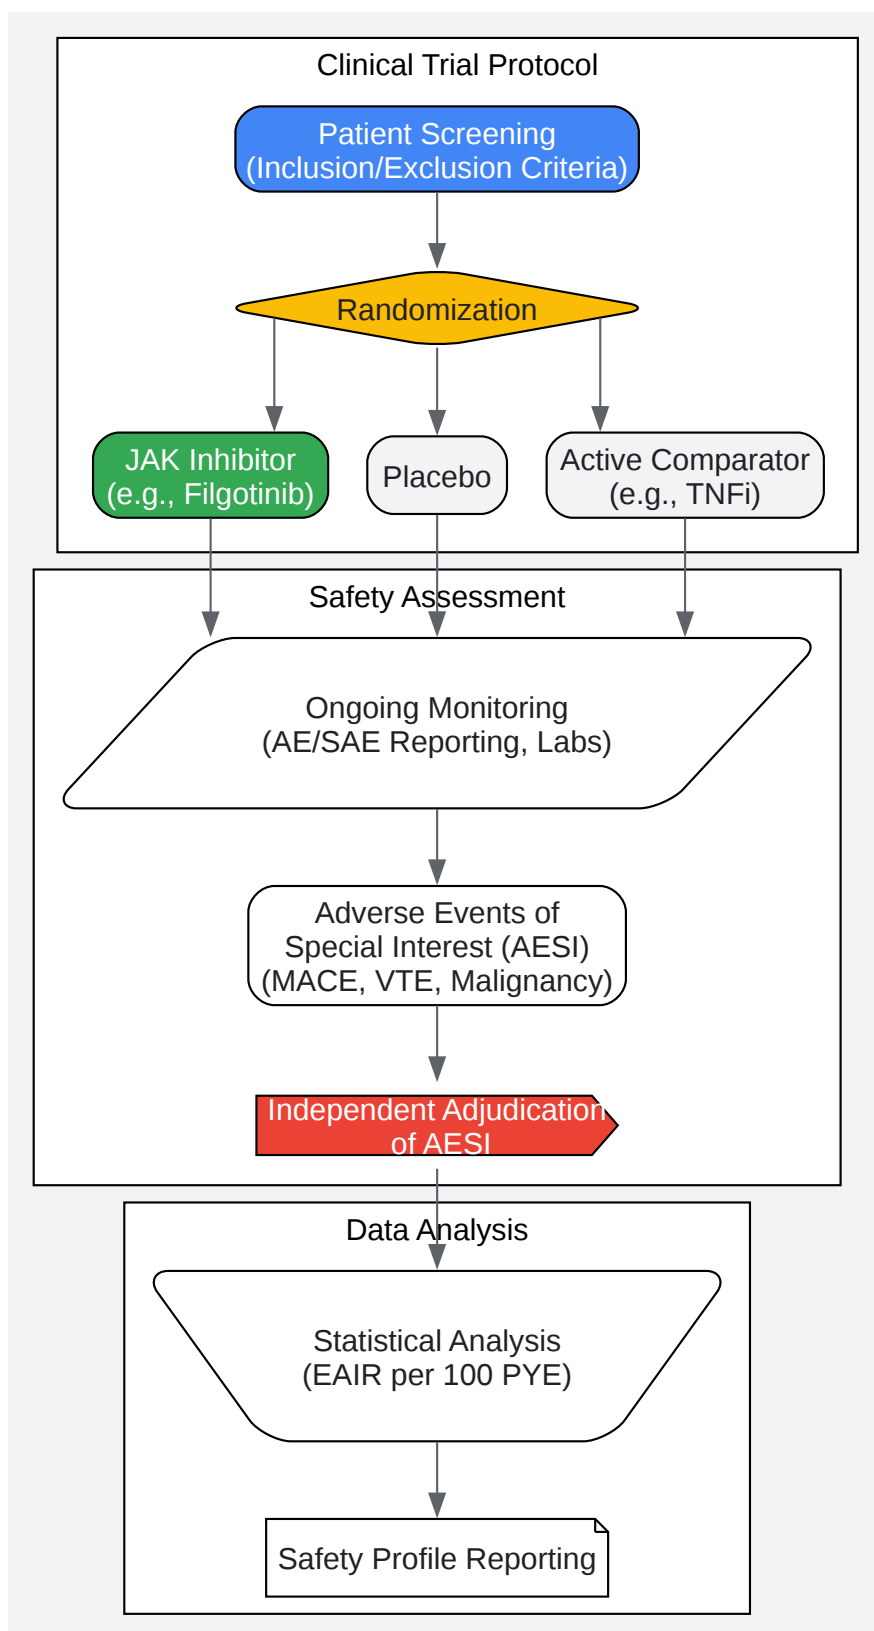 Clinical Trial Protocol
Patient Screening
(Inclusion/Exclusion Criteria)
Randomization
JAK Inhibitor
(e.g., Filgotinib)
Placebo
Active Comparator
(e.g., TNFi)
Safety Assessment
Ongoing Monitoring
(AE/SAE Reporting, Labs)
Adverse Events of
Special Interest (AESI)
(MACE, VTE, Malignancy)
Independent Adjudication
of AESI
Data Analysis
Statistical Analysis
(EAIR per 100 PYE)
Safety Profile Reporting